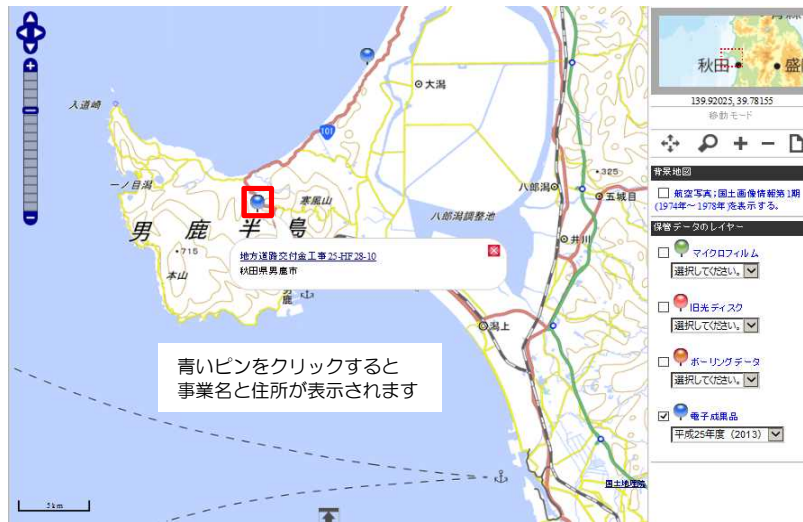 入道崎
一ノ目潟
男鹿半島
・715
本山
寒風山
101
大潟
八郎潟
八郎潟調整池
・325
五城目
井川
潟上
男鹿
地方道路交付金工事25-HF28-10
秋田県男鹿市
青いピンをクリックすると
事業名と住所が表示されます
国土地理院
5 km
秋田
139.92025, 39.78155
移動モード
背景地図
航空写真;国土画像情報第1期
(1974年～1978年)を表示する。
保管データのレイヤー
マイクロフィルム
選択してください。
旧光ディスク
選択してください。
ボーリングデータ
選択してください。
電子成果品
平成25年度（2013）